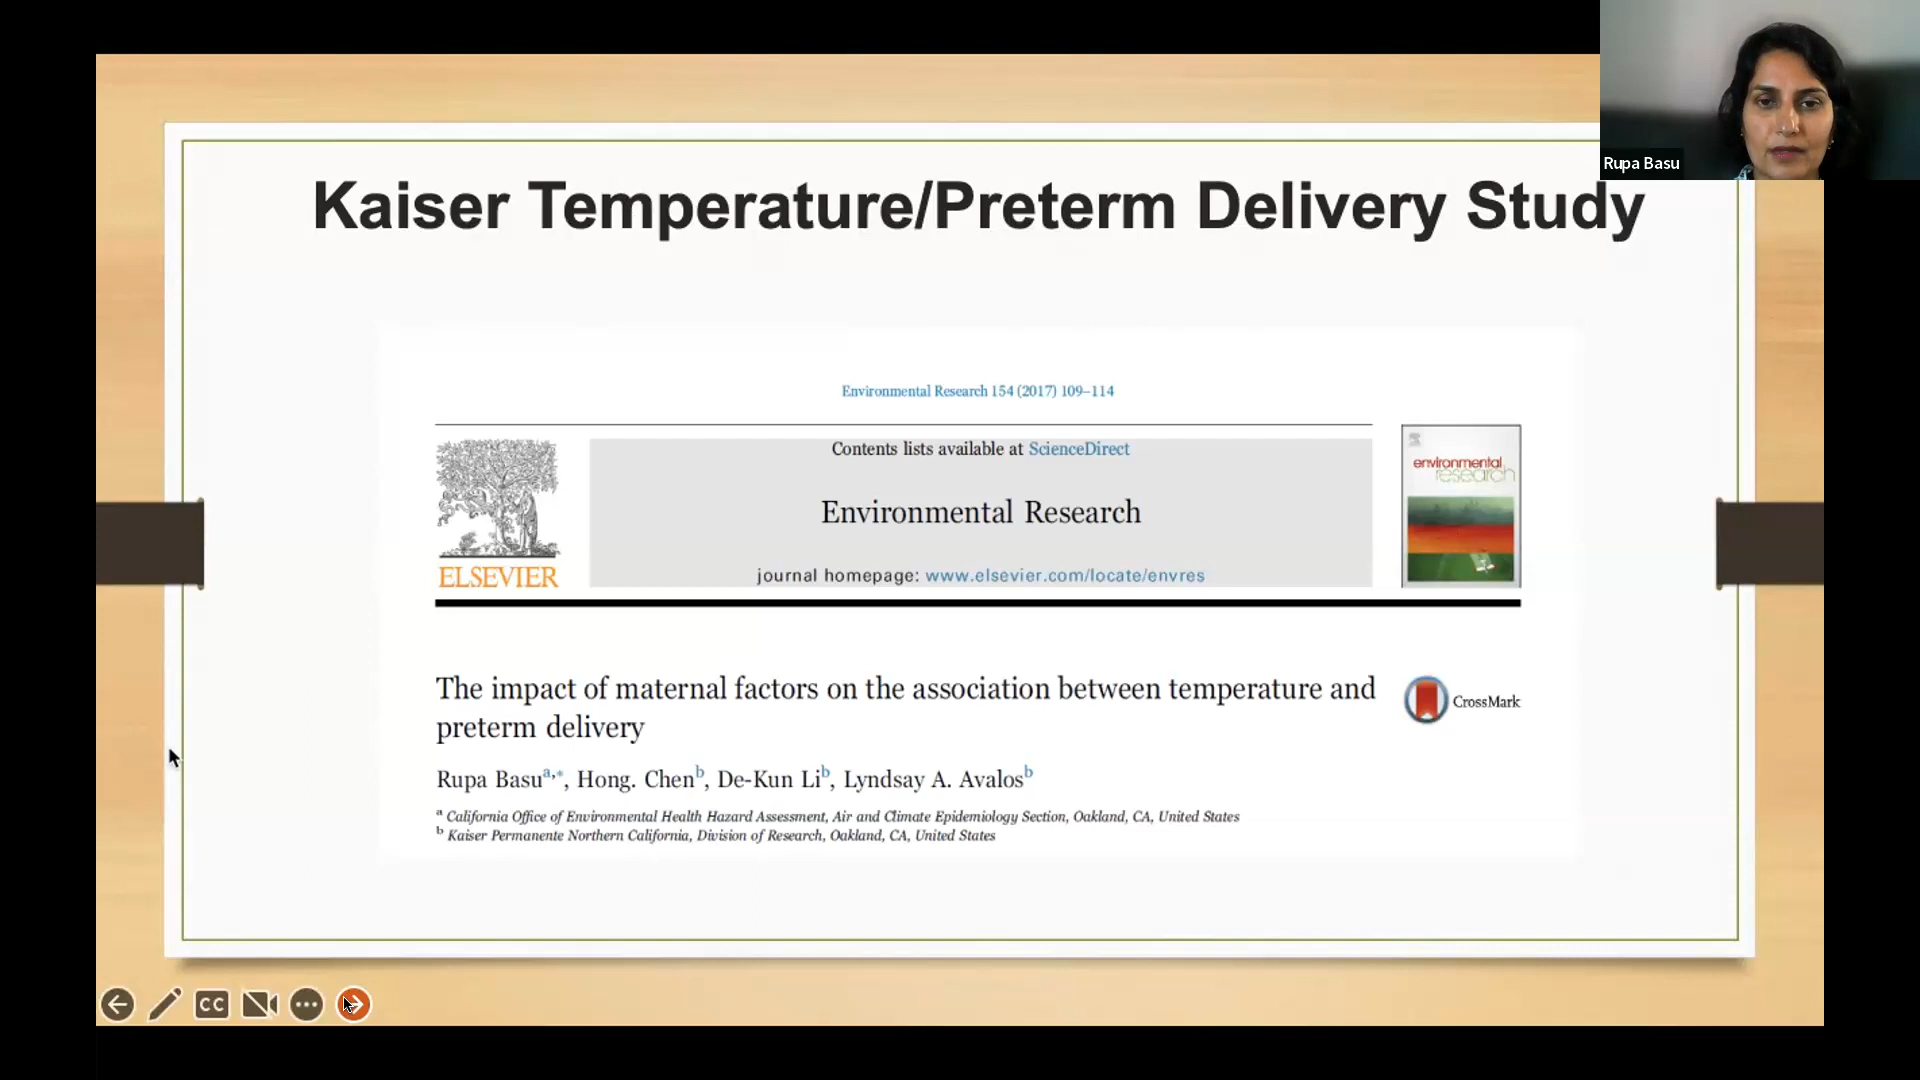 Rupa Basu
Kaiser Temperature/Preterm Delivery Study
Environmental Research 154 (2017) 109–114
Contents lists available at ScienceDirect
Environmental Research
journal homepage: www.elsevier.com/locate/envres
ELSEVIER
environmental
research
The impact of maternal factors on the association between temperature and
preterm delivery
CrossMark
Rupa Basuᵃ,*, Hong. Chenᵇ, De-Kun Liᵇ, Lyndsay A. Avalosᵇ
ᵃ California Office of Environmental Health Hazard Assessment, Air and Climate Epidemiology Section, Oakland, CA, United States
ᵇ Kaiser Permanente Northern California, Division of Research, Oakland, CA, United States
CC